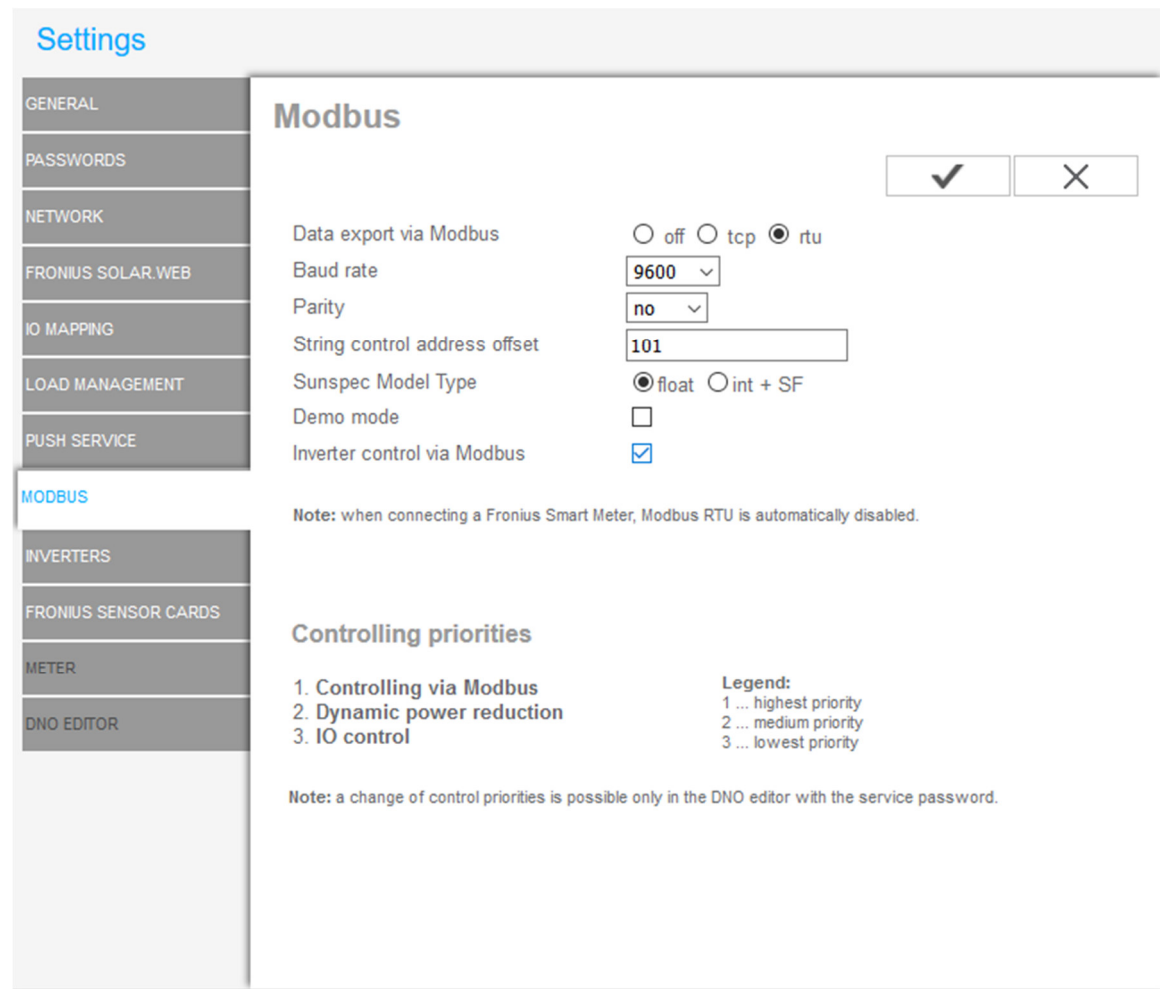 Settings
GENERAL
PASSWORDS
NETWORK
FRONIUS SOLAR.WEB
IO MAPPING
LOAD MANAGEMENT
PUSH SERVICE
MODBUS
INVERTERS
FRONIUS SENSOR CARDS
METER
DNO EDITOR
Modbus
Data export via Modbus off tcp rtu
Baud rate 9600
Parity no
String control address offset 101
Sunspec Model Type float int + SF
Demo mode
Inverter control via Modbus
Note: when connecting a Fronius Smart Meter, Modbus RTU is automatically disabled.
Controlling priorities
1. Controlling via Modbus
2. Dynamic power reduction
3. IO control
Legend:
1 ... highest priority
2 ... medium priority
3 ... lowest priority
Note: a change of control priorities is possible only in the DNO editor with the service password.